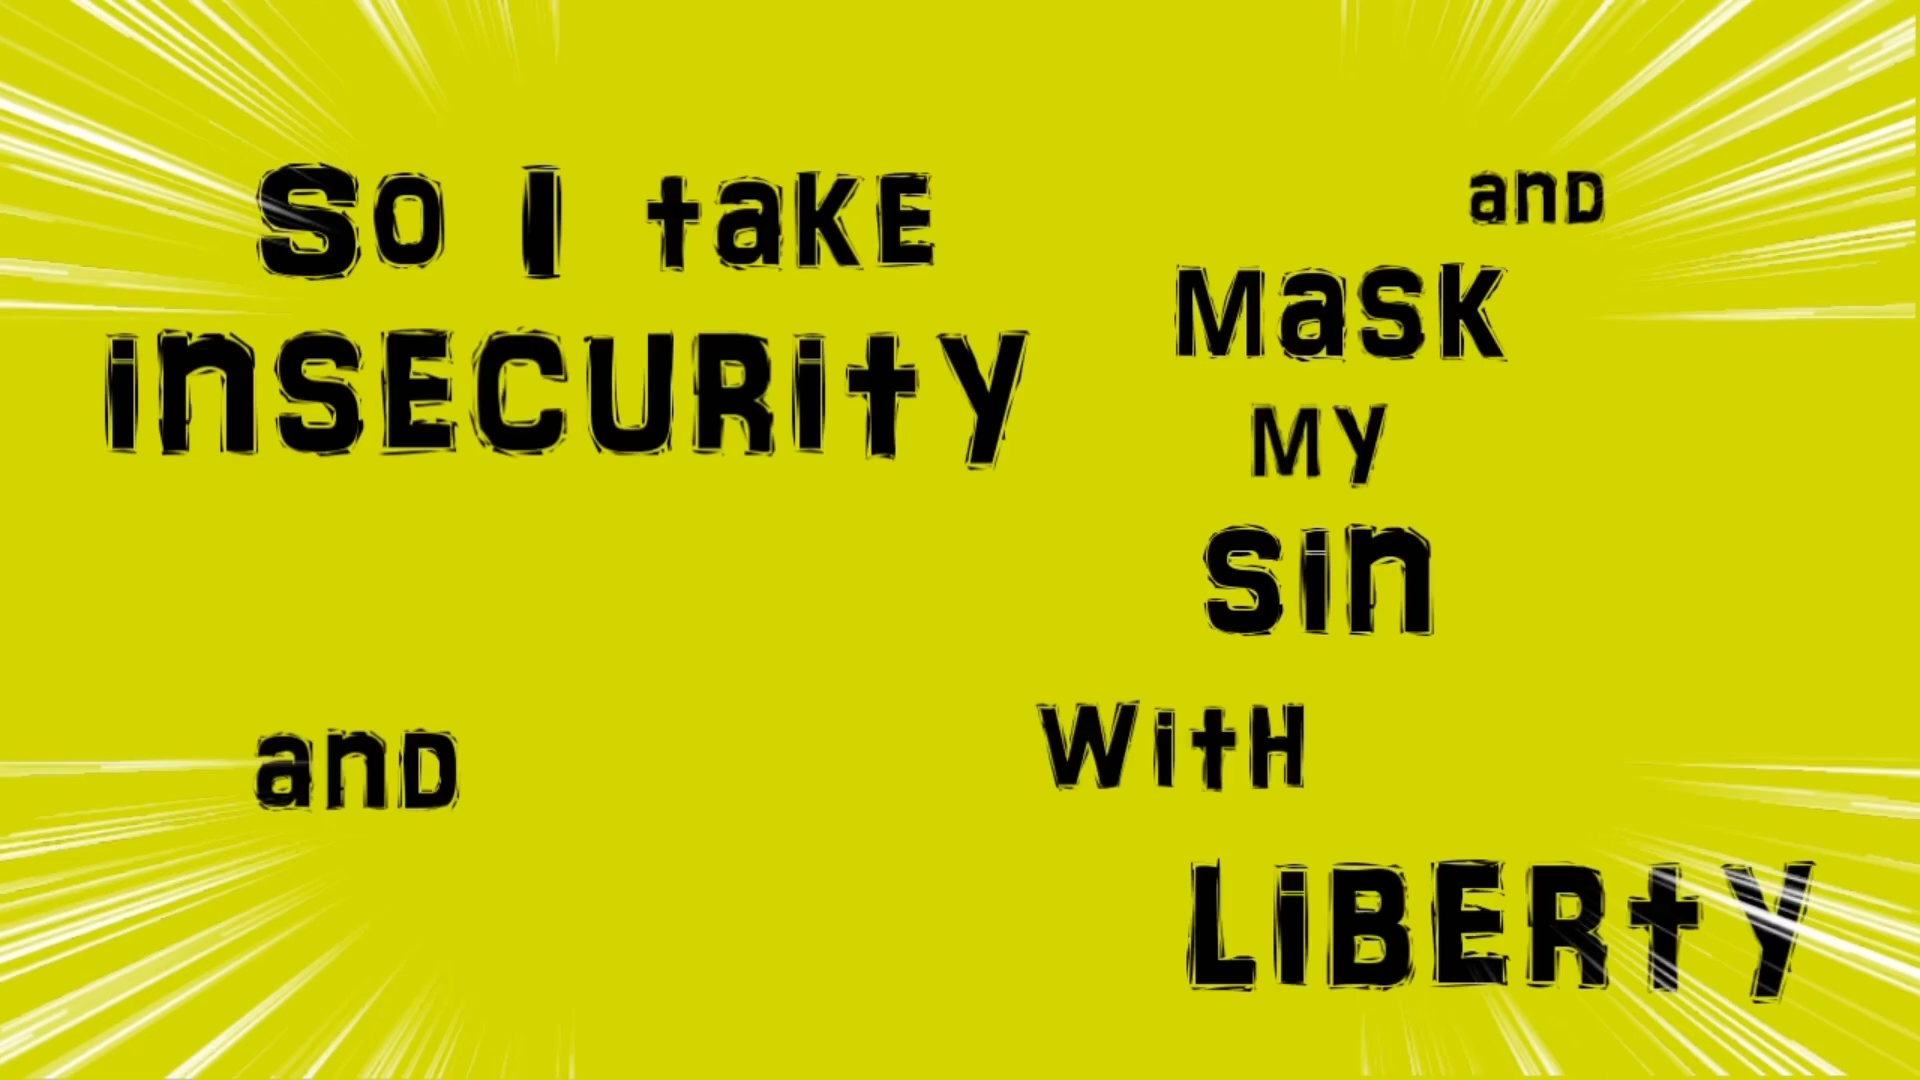 So I take
inSECURity
and
and
Mask
My
sin
With
LiBERty